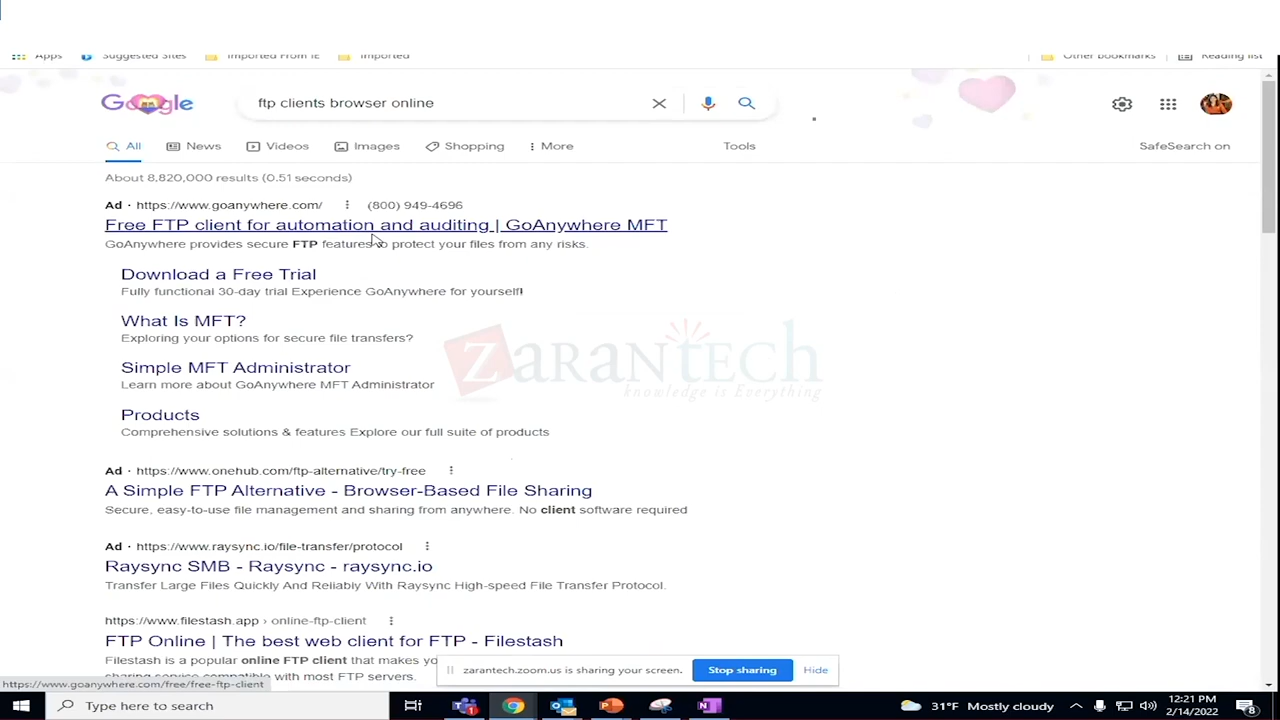 Apps Suggested Sites Imported From IE Imported Other bookmarks Reading list
Google ftp clients browser online
All News Videos Images Shopping More Tools SafeSearch on
About 8,820,000 results (0.51 seconds)
Ad · https://www.goanywhere.com/ (800) 949-4696
Free FTP client for automation and auditing | GoAnywhere MFT
GoAnywhere provides secure FTP features to protect your files from any risks.
Download a Free Trial
Fully functional 30-day trial Experience GoAnywhere for yourself!
What Is MFT?
Exploring your options for secure file transfers?
Simple MFT Administrator
Learn more about GoAnywhere MFT Administrator
Products
Comprehensive solutions & features Explore our full suite of products
zarantech
knowledge is Everything
Ad · https://www.onehub.com/ftp-alternative/try-free
A Simple FTP Alternative - Browser-Based File Sharing
Secure, easy-to-use file management and sharing from anywhere. No client software required
Ad · https://www.raysync.io/file-transfer/protocol
Raysync SMB - Raysync - raysync.io
Transfer Large Files Quickly And Reliably With Raysync High-speed File Transfer Protocol.
https://www.filestash.app › online-ftp-client
FTP Online | The best web client for FTP - Filestash
Filestash is a popular online FTP client that makes
sharing service compatible with most FTP servers.
zarantech.zoom.us is sharing your screen. Stop sharing Hide
https://www.goanywhere.com/free/free-ftp-client
Type here to search 31°F Mostly cloudy 12:21 PM
2/14/2022 8